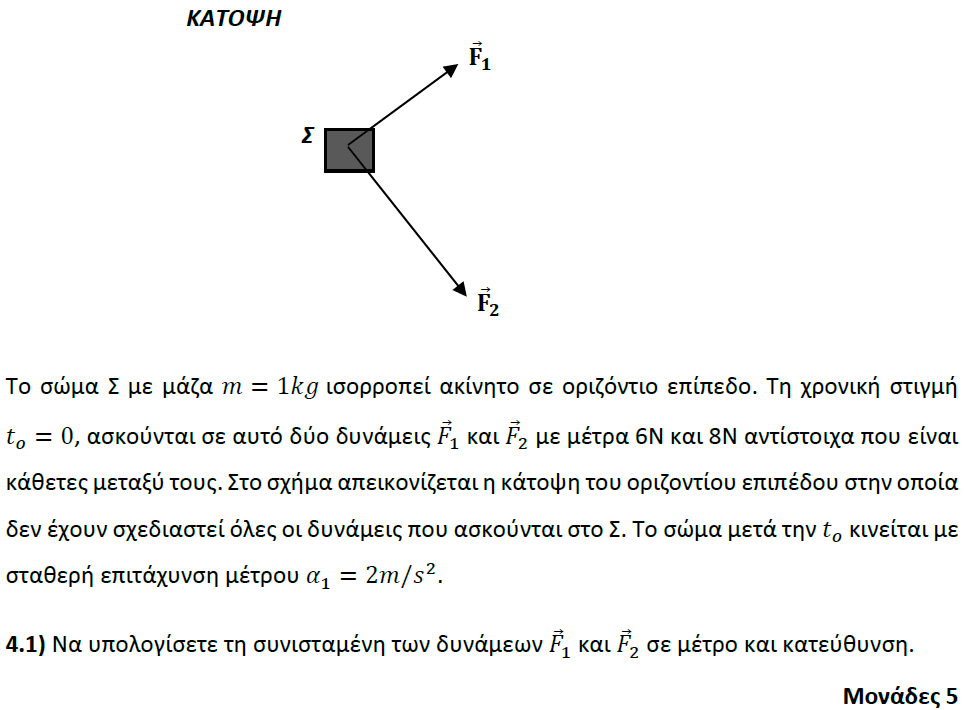 ΚΑΤΟΨΗ
F⃗₁
Σ
F⃗₂
Το σώμα Σ με μάζα m = 1kg ισορροπεί ακίνητο σε οριζόντιο επίπεδο. Τη χρονική στιγμή
tₒ = 0, ασκούνται σε αυτό δύο δυνάμεις F⃗₁ και F⃗₂ με μέτρα 6N και 8N αντίστοιχα που είναι
κάθετες μεταξύ τους. Στο σχήμα απεικονίζεται η κάτοψη του οριζοντίου επιπέδου στην οποία
δεν έχουν σχεδιαστεί όλες οι δυνάμεις που ασκούνται στο Σ. Το σώμα μετά την tₒ κινείται με
σταθερή επιτάχυνση μέτρου α₁ = 2m/s².
4.1) Να υπολογίσετε τη συνισταμένη των δυνάμεων F⃗₁ και F⃗₂ σε μέτρο και κατεύθυνση.
Μονάδες 5